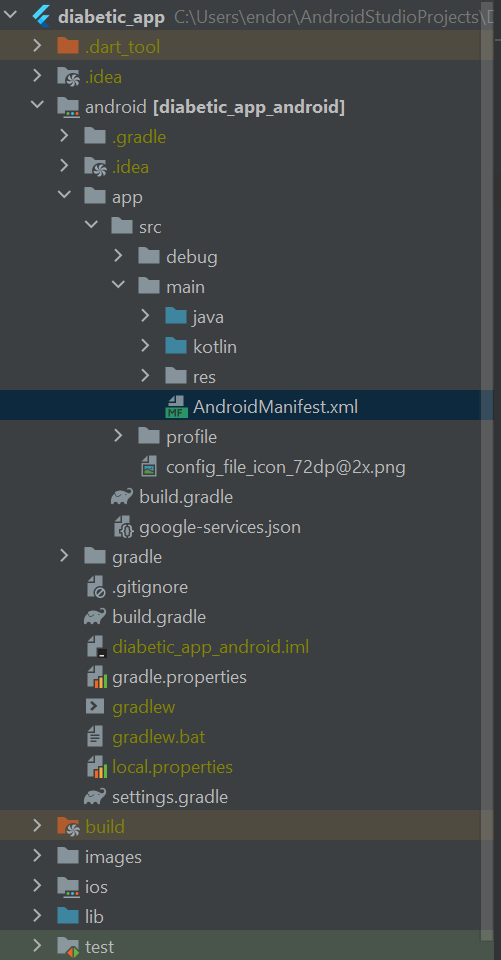 diabetic_app C:\Users\endor\AndroidStudioProjects\
.dart_tool
.idea
android [diabetic_app_android]
.gradle
.idea
app
src
debug
main
java
kotlin
res
MF AndroidManifest.xml
profile
config_file_icon_72dp@2x.png
build.gradle
google-services.json
gradle
.gitignore
build.gradle
diabetic_app_android.iml
gradle.properties
gradlew
gradlew.bat
local.properties
settings.gradle
build
images
ios
lib
test